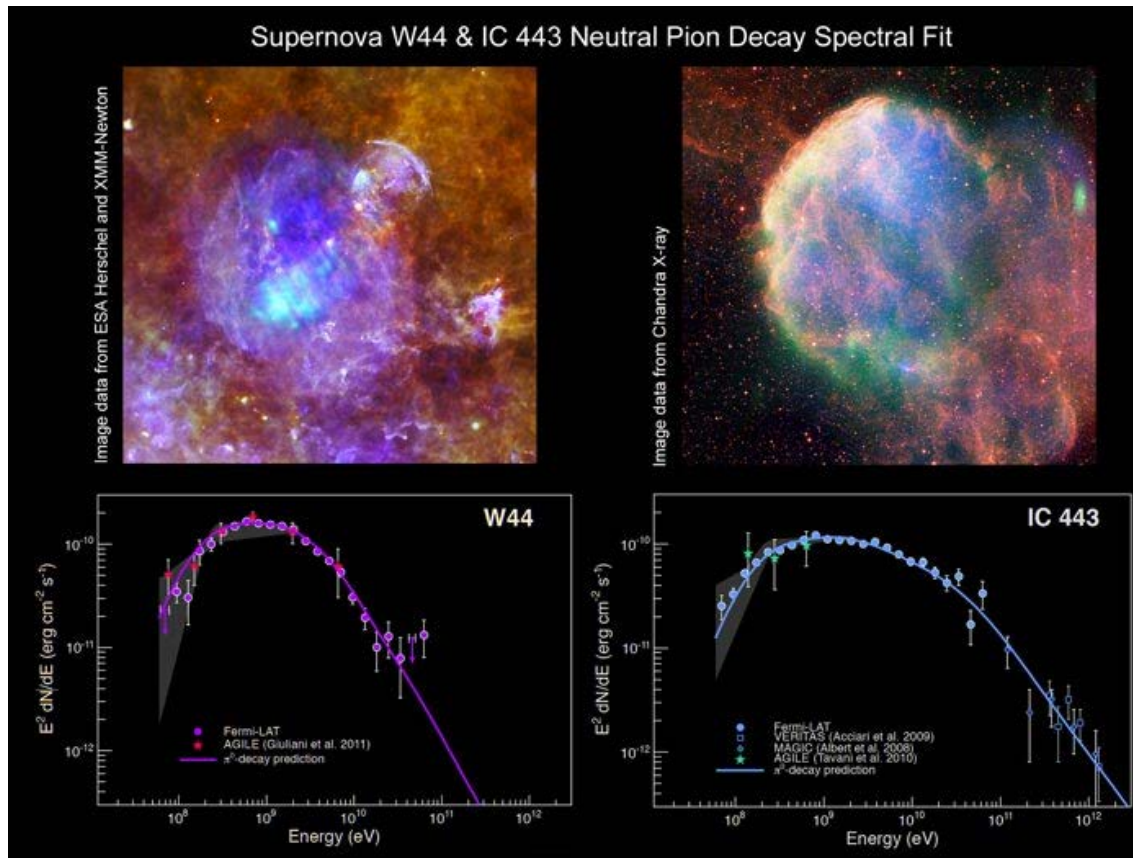 Supernova W44 & IC 443 Neutral Pion Decay Spectral Fit
Image data from ESA Herschel and XMM-Newton
Image data from Chandra X-ray
W44
E² dN/dE (erg cm⁻² s⁻¹)
10⁻¹⁰
10⁻¹¹
10⁻¹²
Fermi-LAT
AGILE (Giuliani et al. 2011)
π⁰-decay prediction
10⁸ 10⁹ 10¹⁰ 10¹¹ 10¹²
Energy (eV)
IC 443
E² dN/dE (erg cm⁻² s⁻¹)
10⁻¹⁰
10⁻¹¹
10⁻¹²
Fermi-LAT
VERITAS (Acciari et al. 2009)
MAGIC (Albert et al. 2008)
AGILE (Tavani et al. 2010)
π⁰-decay prediction
10⁸ 10⁹ 10¹⁰ 10¹¹ 10¹²
Energy (eV)